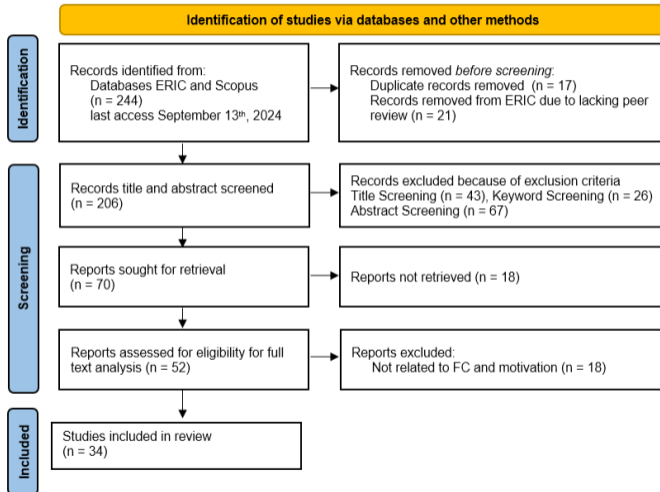 Identification of studies via databases and other methods
Identification
Records identified from:
Databases ERIC and Scopus
(n = 244)
last access September 13th, 2024
Records removed before screening:
Duplicate records removed (n = 17)
Records removed from ERIC due to lacking peer
review (n = 21)
Screening
Records title and abstract screened
(n = 206)
Records excluded because of exclusion criteria
Title Screening (n = 43), Keyword Screening (n = 26)
Abstract Screening (n = 67)
Reports sought for retrieval
(n = 70)
Reports not retrieved (n = 18)
Reports assessed for eligibility for full
text analysis (n = 52)
Reports excluded:
Not related to FC and motivation (n = 18)
Included
Studies included in review
(n = 34)